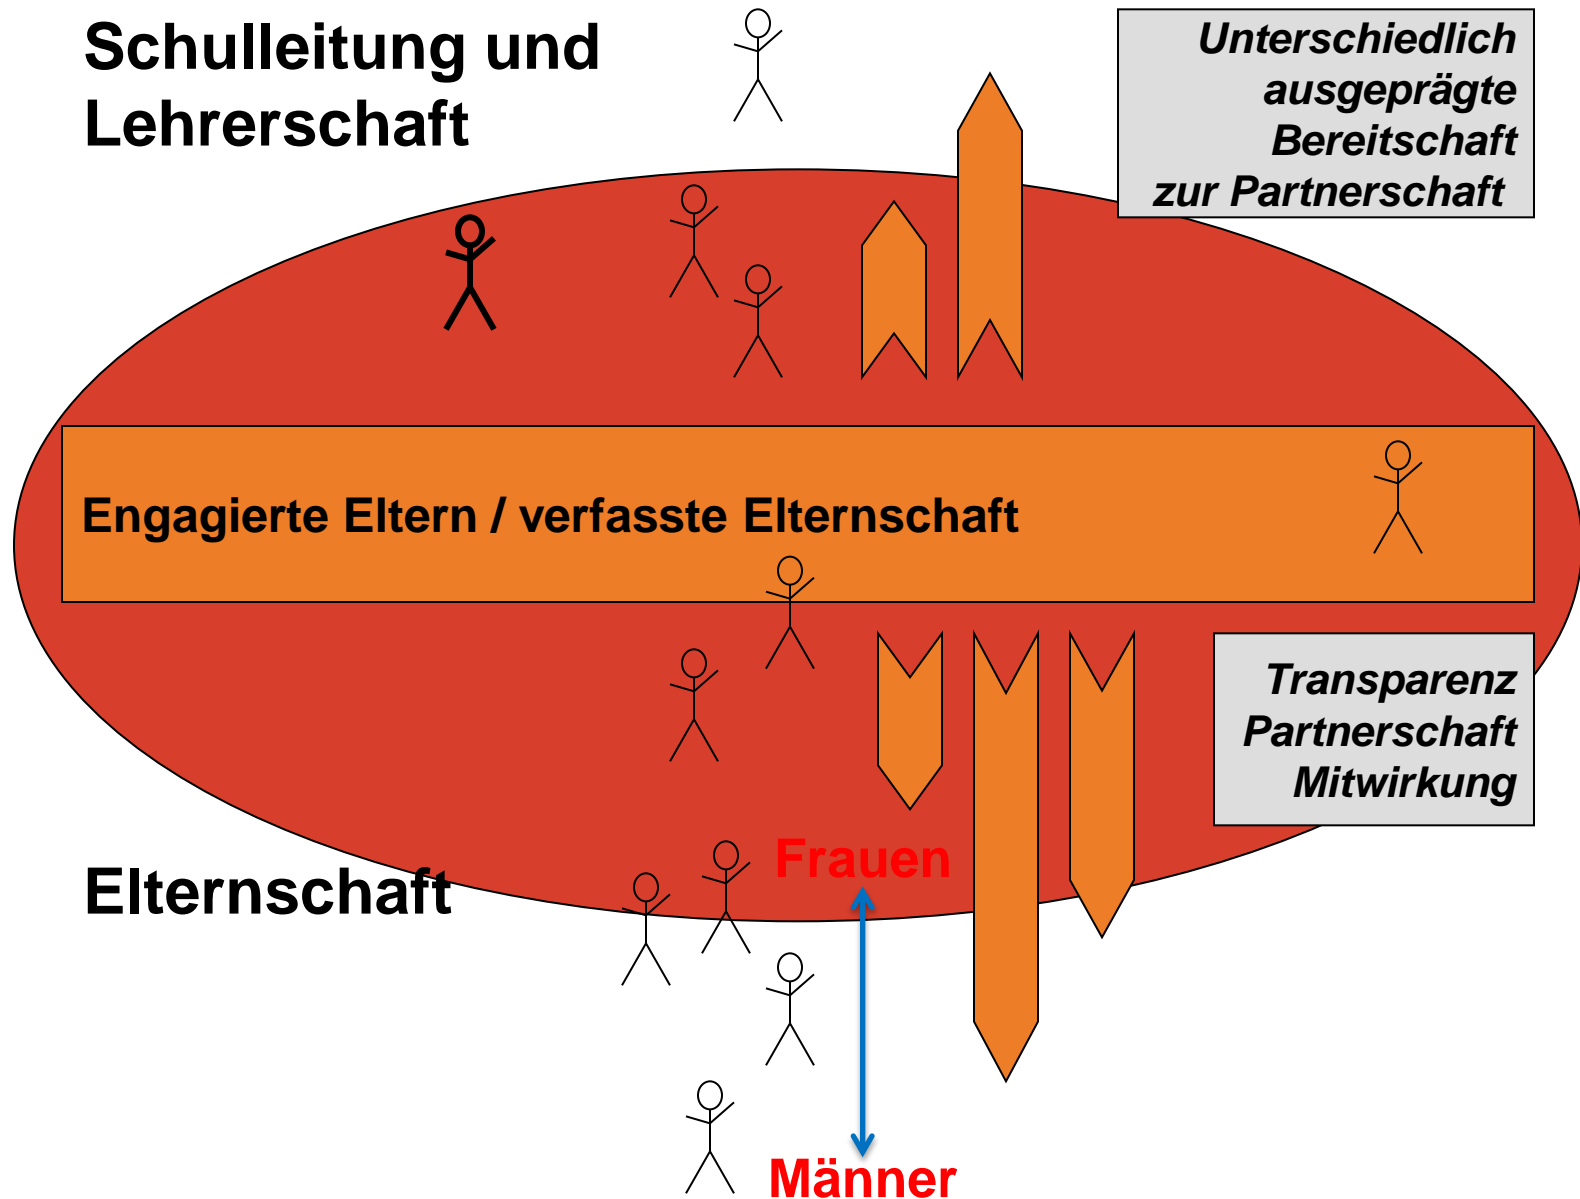 Schulleitung und
Lehrerschaft
Unterschiedlich
ausgeprägte
Bereitschaft
zur Partnerschaft
Engagierte Eltern / verfasste Elternschaft
Transparenz
Partnerschaft
Mitwirkung
Elternschaft
Frauen
Männer